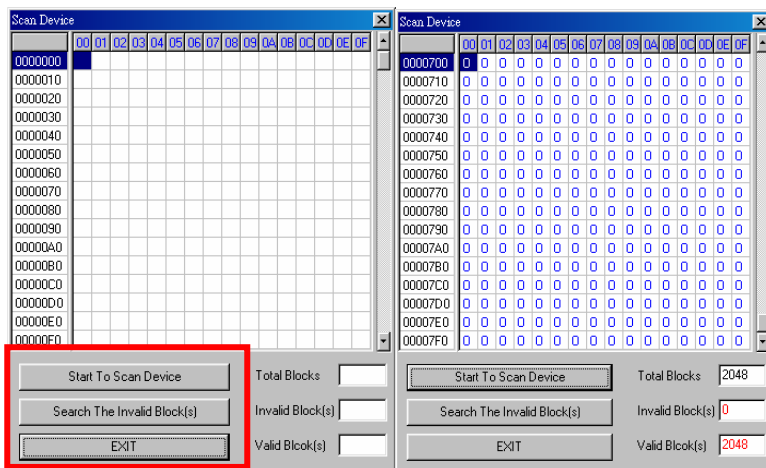 Scan Device
00 01 02 03 04 05 06 07 08 09 0A 0B 0C 0D 0E 0F
0000000
0000010
0000020
0000030
0000040
0000050
0000060
0000070
0000080
0000090
00000A0
00000B0
00000C0
00000D0
00000E0
00000F0
Start To Scan Device Total Blocks
Search The Invalid Block(s) Invalid Block(s)
EXIT Valid Blcok(s)
Scan Device
00 01 02 03 04 05 06 07 08 09 0A 0B 0C 0D 0E 0F
0000700 0 0 0 0 0 0 0 0 0 0 0 0 0 0 0 0
0000710 0 0 0 0 0 0 0 0 0 0 0 0 0 0 0 0
0000720 0 0 0 0 0 0 0 0 0 0 0 0 0 0 0 0
0000730 0 0 0 0 0 0 0 0 0 0 0 0 0 0 0 0
0000740 0 0 0 0 0 0 0 0 0 0 0 0 0 0 0 0
0000750 0 0 0 0 0 0 0 0 0 0 0 0 0 0 0 0
0000760 0 0 0 0 0 0 0 0 0 0 0 0 0 0 0 0
0000770 0 0 0 0 0 0 0 0 0 0 0 0 0 0 0 0
0000780 0 0 0 0 0 0 0 0 0 0 0 0 0 0 0 0
0000790 0 0 0 0 0 0 0 0 0 0 0 0 0 0 0 0
00007A0 0 0 0 0 0 0 0 0 0 0 0 0 0 0 0 0
00007B0 0 0 0 0 0 0 0 0 0 0 0 0 0 0 0 0
00007C0 0 0 0 0 0 0 0 0 0 0 0 0 0 0 0 0
00007D0 0 0 0 0 0 0 0 0 0 0 0 0 0 0 0 0
00007E0 0 0 0 0 0 0 0 0 0 0 0 0 0 0 0 0
00007F0 0 0 0 0 0 0 0 0 0 0 0 0 0 0 0 0
Start To Scan Device Total Blocks 2048
Search The Invalid Block(s) Invalid Block(s) 0
EXIT Valid Blcok(s) 2048